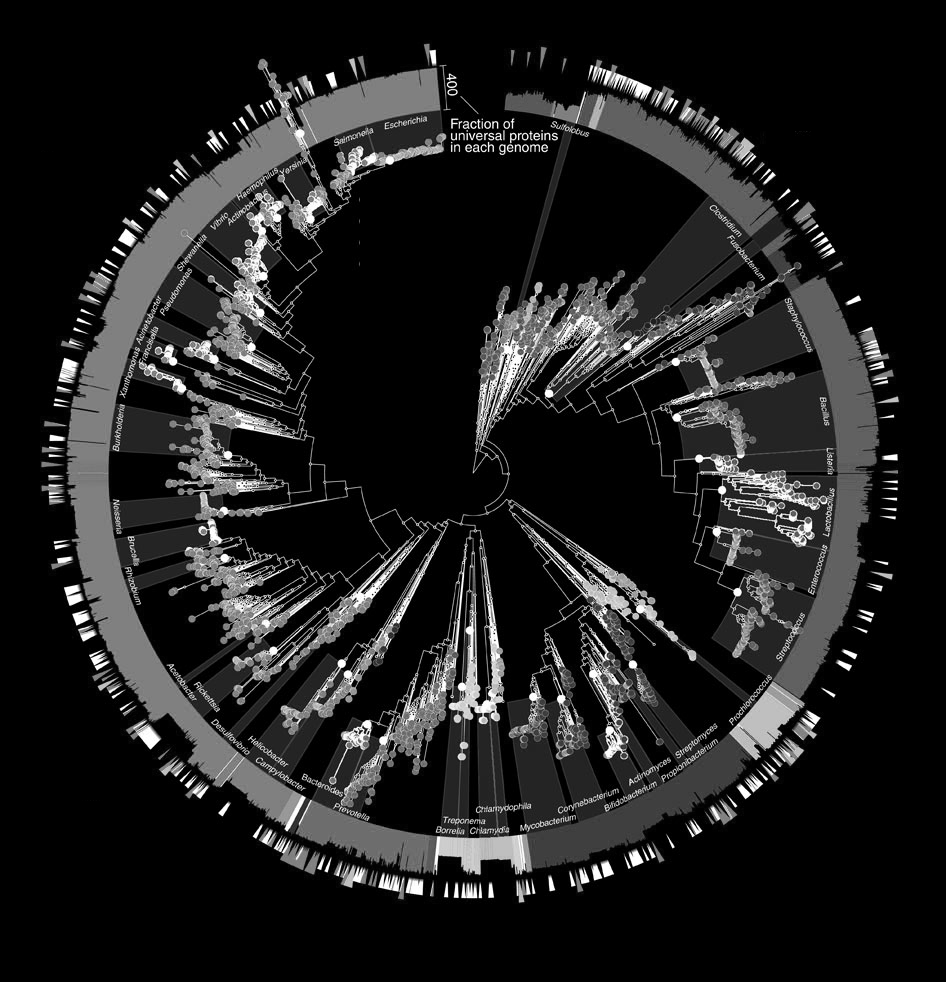 400
Fraction of
universal proteins
in each genome
Sulfolobus
Clostridium
Fusobacterium
Staphylococcus
Bacillus
Listeria
Lactobacillus
Enterococcus
Streptococcus
Prochlorococcus
Streptomyces
Propionibacterium
Actinomyces
Bifidobacterium
Corynebacterium
Mycobacterium
Chlamydophila
Chlamydia
Treponema
Borrelia
Prevotella
Bacteroides
Campylobacter
Helicobacter
Desulfovibrio
Rickettsia
Acetobacter
Rhizobium
Brucella
Neisseria
Burkholderia
Xanthomonas
Francisella
Acinetobacter
Pseudomonas
Shewanella
Vibrio
Haemophilus
Yersinia
Salmonella
Escherichia